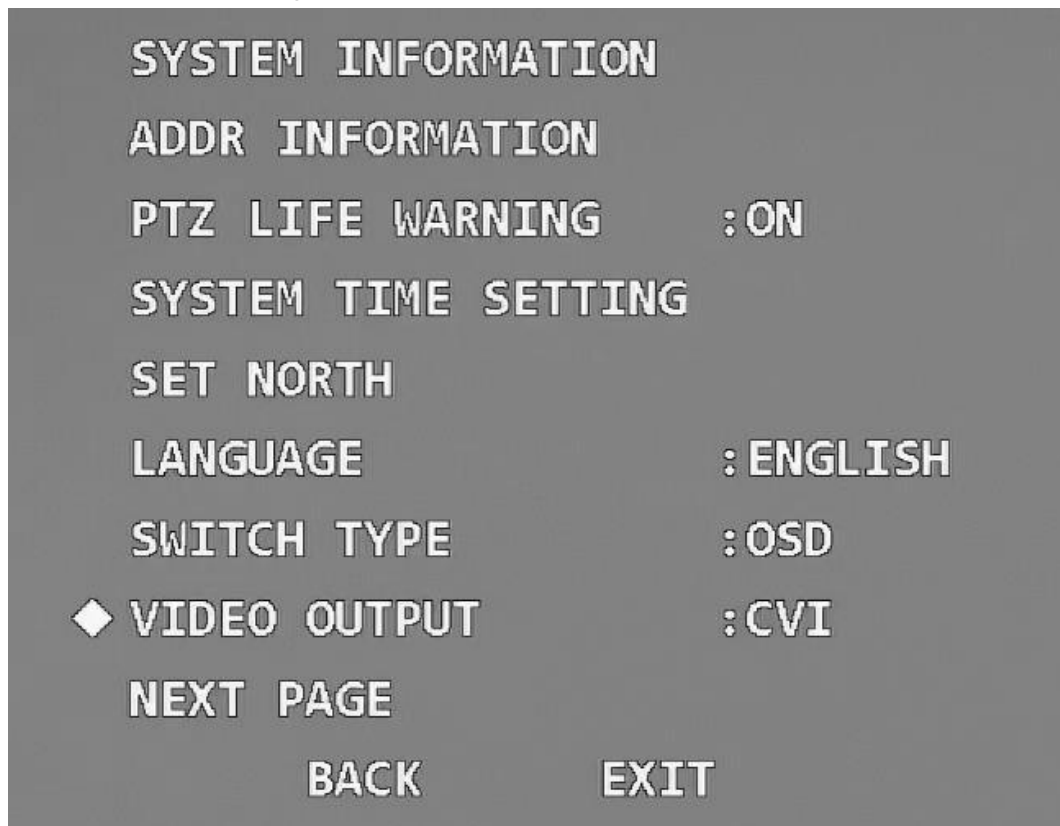 SYSTEM INFORMATION
ADDR INFORMATION
PTZ LIFE WARNING :ON
SYSTEM TIME SETTING
SET NORTH
LANGUAGE :ENGLISH
SWITCH TYPE :OSD
VIDEO OUTPUT :CVI
NEXT PAGE
BACK EXIT